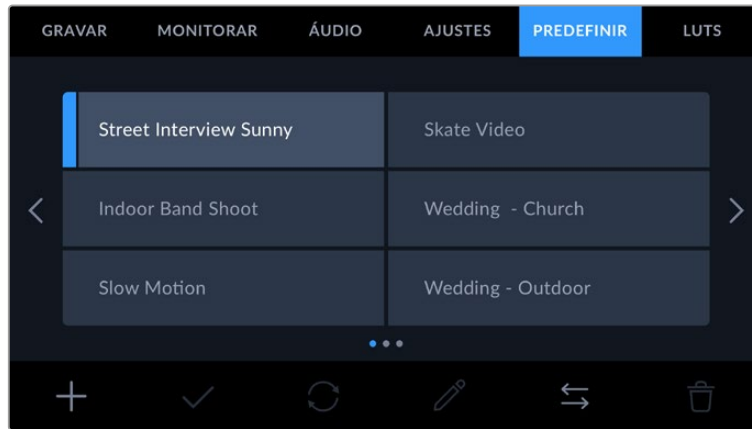 GRAVAR MONITORAR ÁUDIO AJUSTES PREDEFINIR LUTS
Street Interview Sunny Skate Video
Indoor Band Shoot Wedding - Church
Slow Motion Wedding - Outdoor